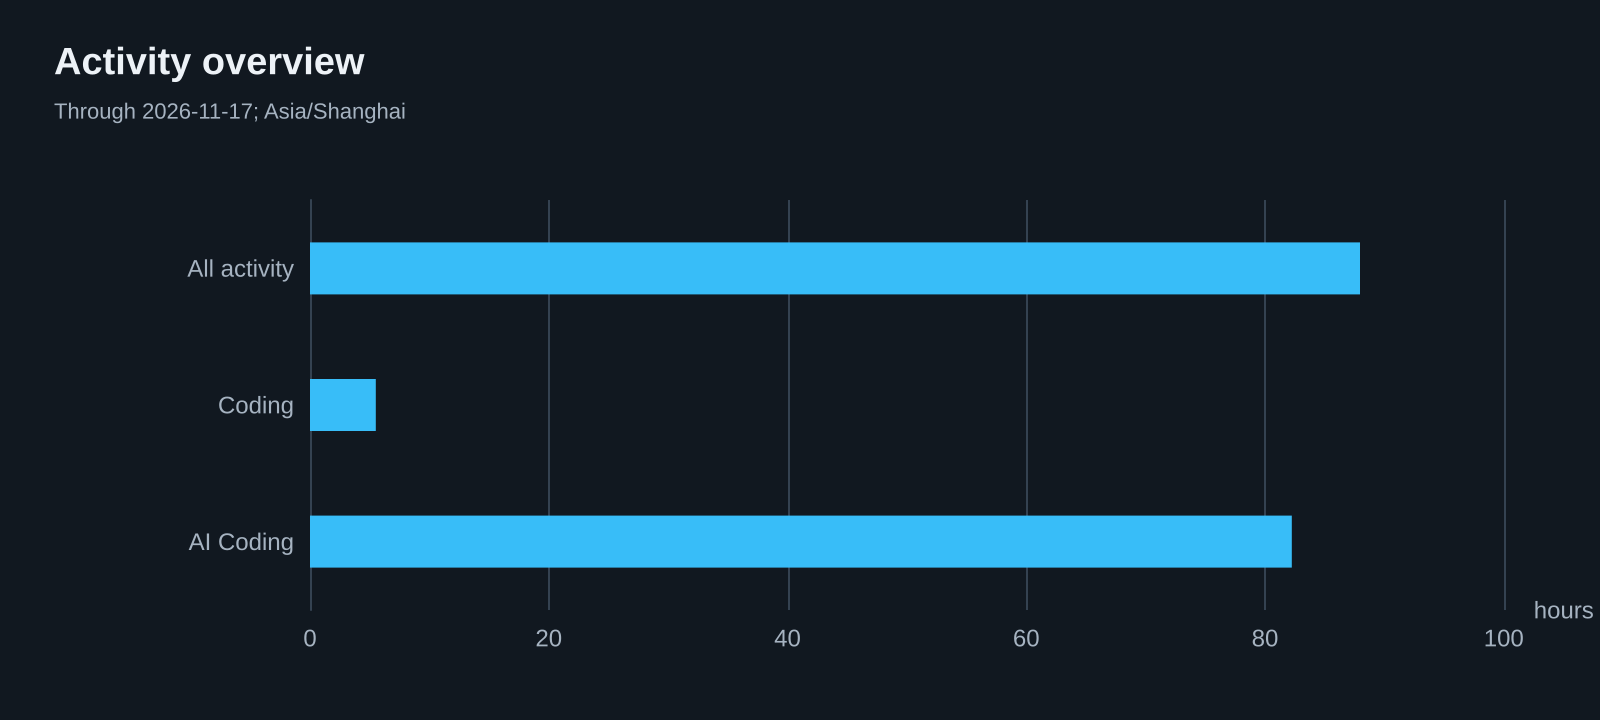 Activity overview
Through 2026-11-17; Asia/Shanghai
All activity
Coding
AI Coding
hours
0 20 40 60 80 100